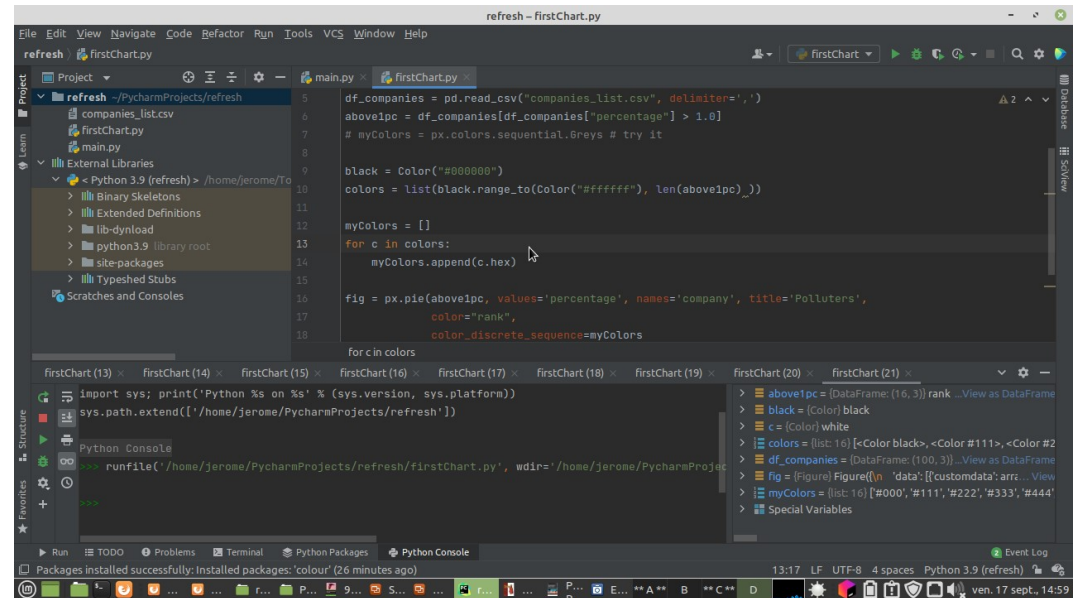 refresh – firstChart.py
File Edit View Navigate Code Refactor Run Tools VCS Window Help
refresh firstChart.py
firstChart
Project
main.py
firstChart.py
refresh ~/PycharmProjects/refresh
companies_list.csv
firstChart.py
main.py
External Libraries
< Python 3.9 (refresh) > /home/jerome/To
Binary Skeletons
Extended Definitions
lib-dynload
python3.9 library root
site-packages
Typeshed Stubs
Scratches and Consoles
Project
Learn
Structure
Favorites
Database
SciView
2
5 df_companies = pd.read_csv("companies_list.csv", delimiter=',')
6 above1pc = df_companies[df_companies["percentage"] > 1.0]
7 # myColors = px.colors.sequential.Greys # try it
8
9 black = Color("#000000")
10 colors = list(black.range_to(Color("#ffffff"), len(above1pc) ))
11
12 myColors = []
13 for c in colors:
14 myColors.append(c.hex)
15
16 fig = px.pie(above1pc, values='percentage', names='company', title='Polluters',
17 color="rank",
18 color_discrete_sequence=myColors
for c in colors
firstChart (13) firstChart (14) firstChart (15) firstChart (16) firstChart (17) firstChart (18) firstChart (19) firstChart (20) firstChart (21)
import sys; print('Python %s on %s' % (sys.version, sys.platform))
sys.path.extend(['/home/jerome/PycharmProjects/refresh'])
Python Console
>>> runfile('/home/jerome/PycharmProjects/refresh/firstChart.py', wdir='/home/jerome/PycharmProjec
>>>
above1pc = {DataFrame: (16, 3)} rank ...View as DataFrame
black = {Color} black
c = {Color} white
colors = {list: 16} [<Color black>, <Color #111>, <Color #2
df_companies = {DataFrame: (100, 3)} ...View as DataFrame
fig = {Figure} Figure({\n 'data': [{'customdata': arra... View
myColors = {list: 16} ['#000', '#111', '#222', '#333', '#444'
Special Variables
Run TODO Problems Terminal Python Packages Python Console
2 Event Log
Packages installed successfully: Installed packages: 'colour' (26 minutes ago)
13:17 LF UTF-8 4 spaces Python 3.9 (refresh)
... ... r... P... 9... S... ... r... ... P... E... **A** B **C** D
ven. 17 sept., 14:59